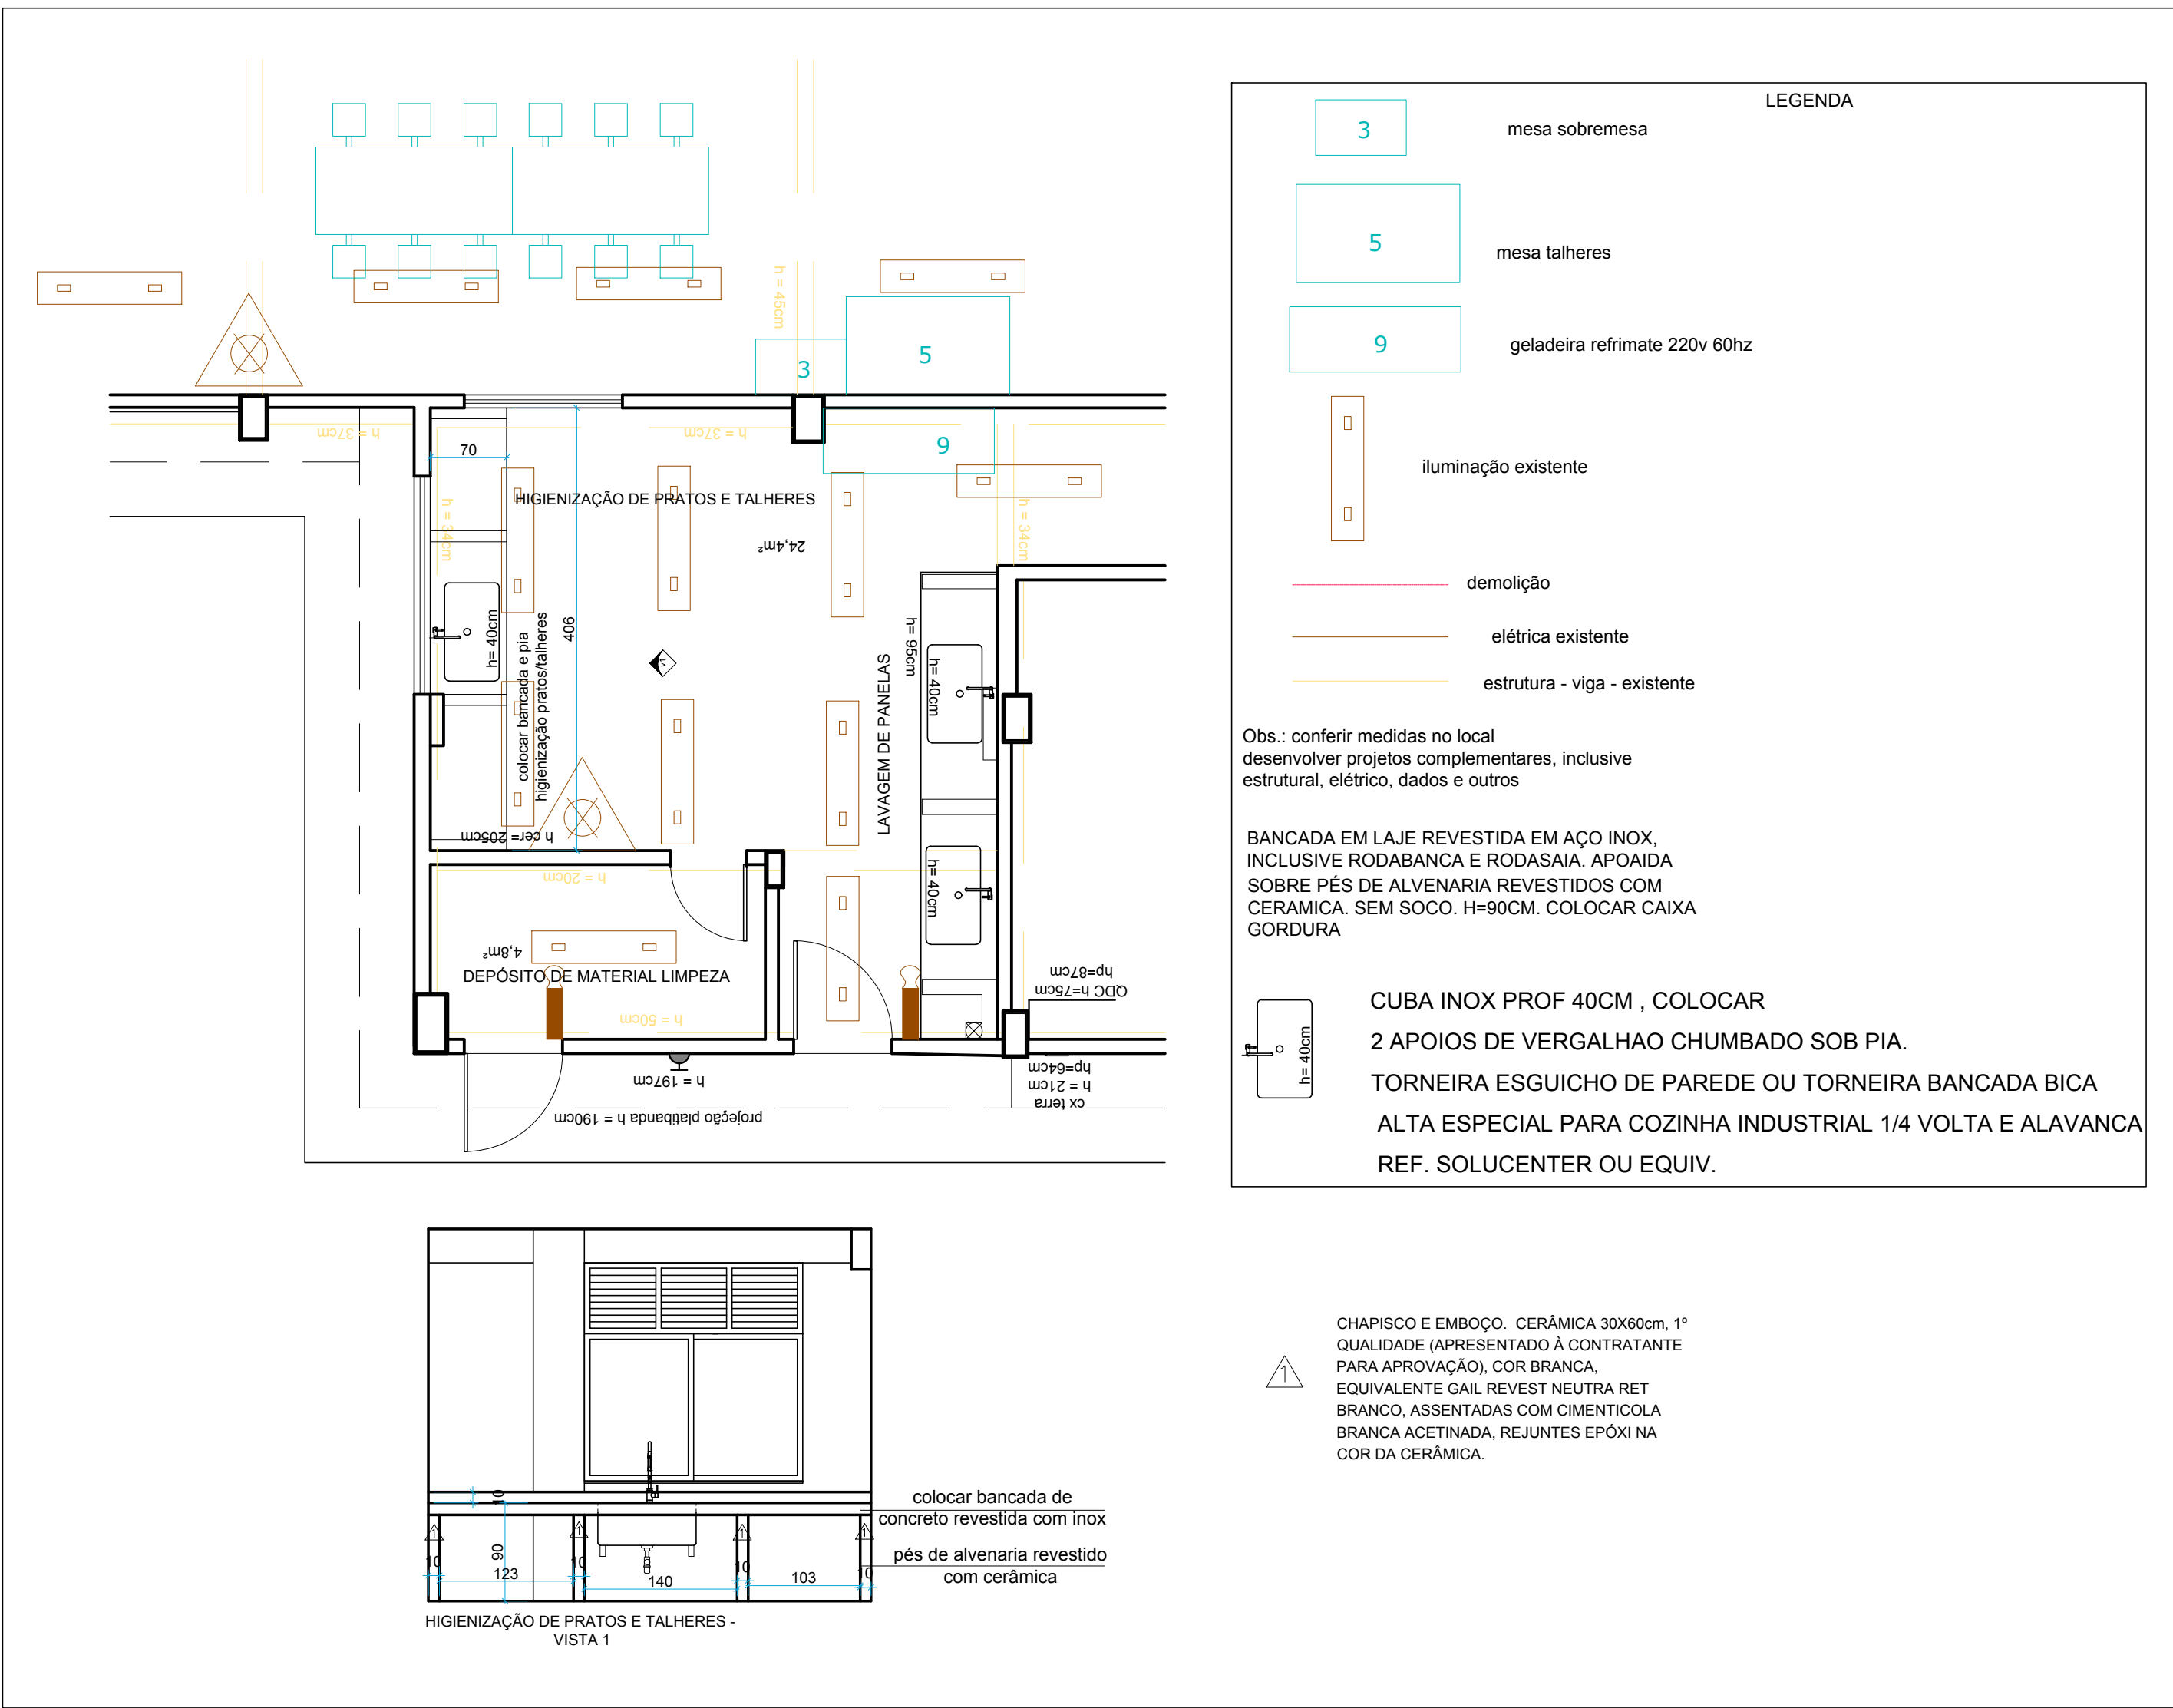 LEGENDA
3
mesa sobremesa
5
mesa talheres
9
geladeira refrimate 220v 60hz
iluminação existente
demolição
elétrica existente
estrutura - viga - existente
Obs.: conferir medidas no local
desenvolver projetos complementares, inclusive
estrutural, elétrico, dados e outros
BANCADA EM LAJE REVESTIDA EM AÇO INOX,
INCLUSIVE RODABANCA E RODASAIA. APOAIDA
SOBRE PÉS DE ALVENARIA REVESTIDOS COM
CERAMICA. SEM SOCO. H=90CM. COLOCAR CAIXA
GORDURA
h= 40cm
CUBA INOX PROF 40CM , COLOCAR
2 APOIOS DE VERGALHAO CHUMBADO SOB PIA.
TORNEIRA ESGUICHO DE PAREDE OU TORNEIRA BANCADA BICA
ALTA ESPECIAL PARA COZINHA INDUSTRIAL 1/4 VOLTA E ALAVANCA
REF. SOLUCENTER OU EQUIV.
h = 45cm
3
5
9
h = 37cm
h = 37cm
70
h = 34cm
h = 34cm
HIGIENIZAÇÃO DE PRATOS E TALHERES
24,4m²
h= 40cm
colocar bancada e pia
higienização pratos/talheres
406
v1
LAVAGEM DE PANELAS
h= 95cm
h= 40cm
h= 40cm
h cer= 205cm
h = 20cm
4,8m²
DEPÓSITO DE MATERIAL LIMPEZA
h = 50cm
QDC h=75cm
hp=87cm
h = 197cm
projeção platibanda h = 190cm
cx terra
h = 21cm
hp=64cm
10
90
10
123
10
140
10
103
10
1
1
1
1
colocar bancada de
concreto revestida com inox
pés de alvenaria revestido
com cerâmica
HIGIENIZAÇÃO DE PRATOS E TALHERES -
VISTA 1
1
CHAPISCO E EMBOÇO. CERÂMICA 30X60cm, 1º
QUALIDADE (APRESENTADO À CONTRATANTE
PARA APROVAÇÃO), COR BRANCA,
EQUIVALENTE GAIL REVEST NEUTRA RET
BRANCO, ASSENTADAS COM CIMENTICOLA
BRANCA ACETINADA, REJUNTES EPÓXI NA
COR DA CERÂMICA.